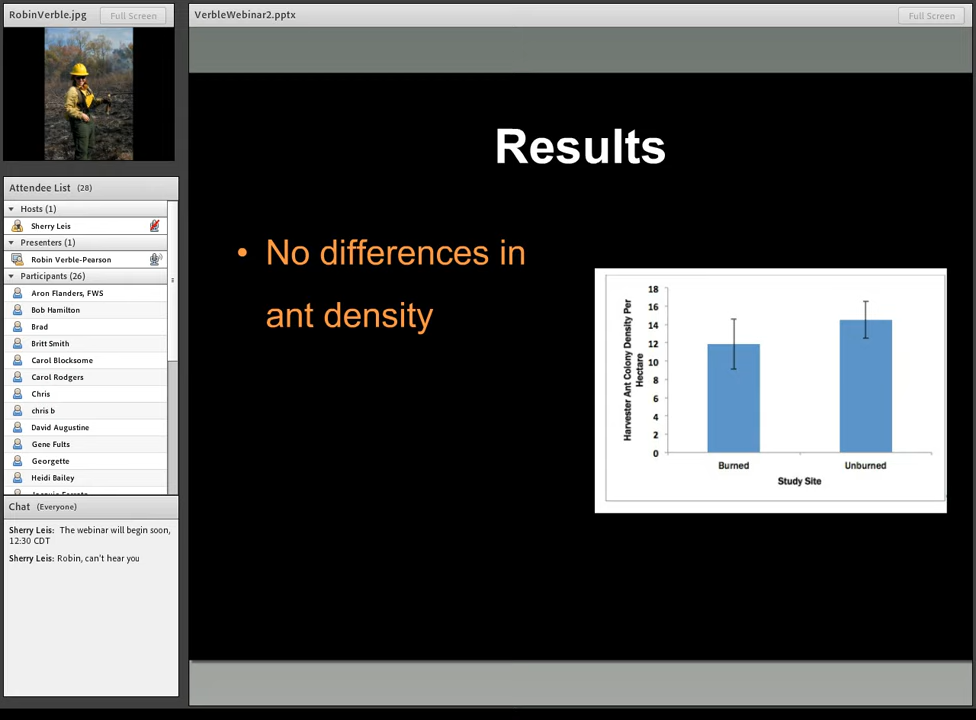 RobinVerble.jpg
Full Screen
VerbleWebinar2.pptx
Full Screen
Attendee List (28)
Hosts (1)
Sherry Leis
Presenters (1)
Robin Verble-Pearson
Participants (26)
Aron Flanders, FWS
Bob Hamilton
Brad
Britt Smith
Carol Blocksome
Carol Rodgers
Chris
chris b
David Augustine
Gene Fults
Georgette
Heidi Bailey
Chat (Everyone)
Sherry Leis: The webinar will begin soon,
12:30 CDT
Sherry Leis: Robin, can't hear you
Results
• No differences in
ant density
Harvester Ant Colony Density Per
Hectare
18
16
14
12
10
8
6
4
2
0
Burned
Unburned
Study Site